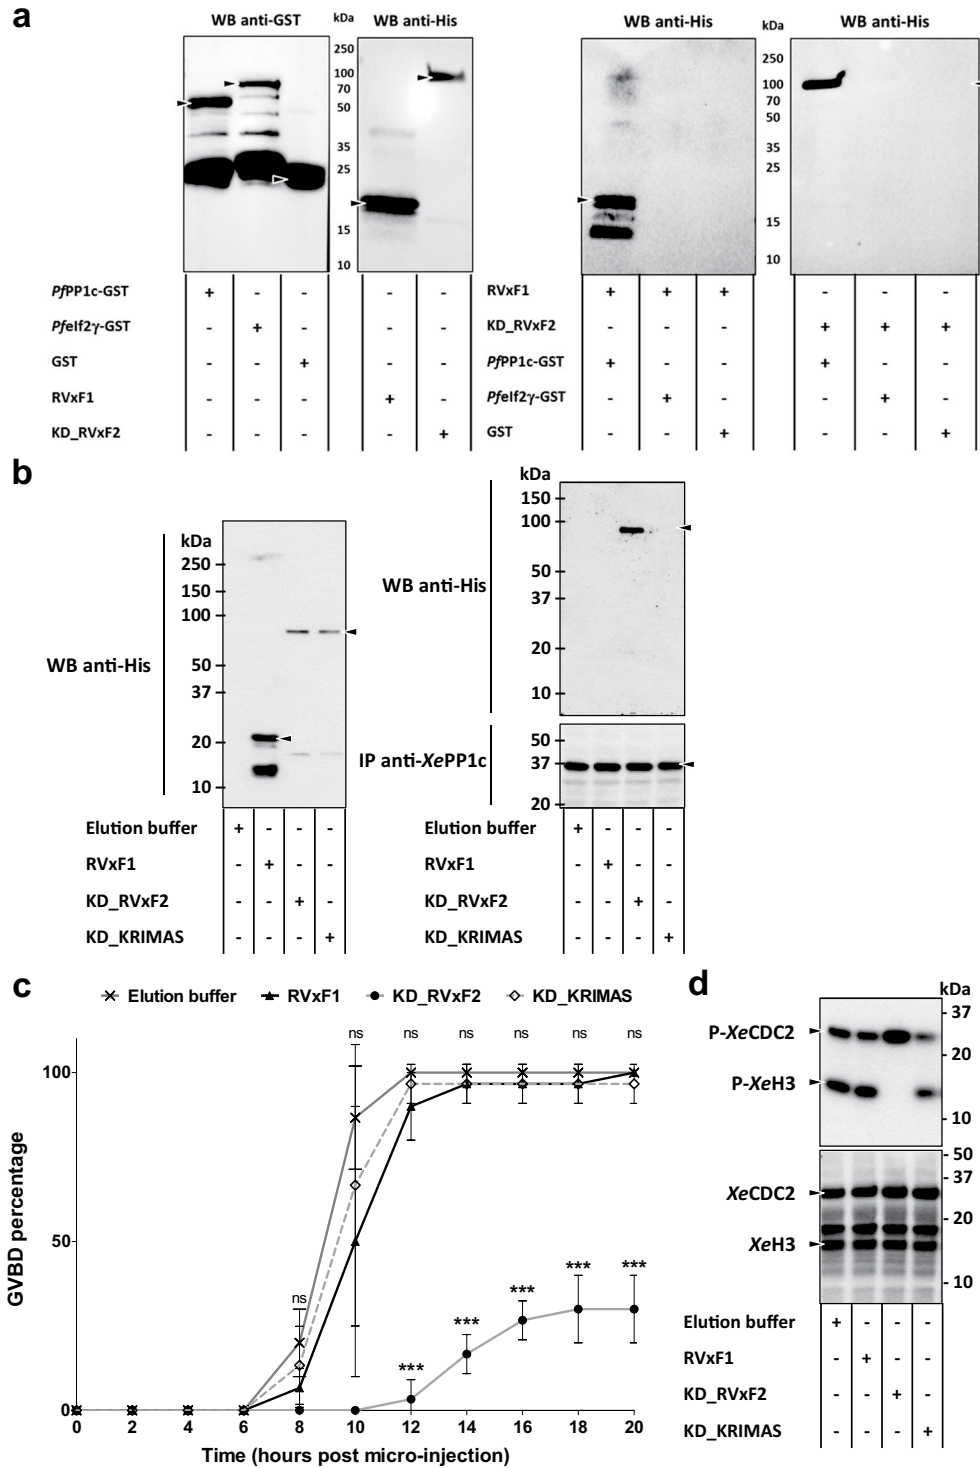 a
WB anti-GST
kDa
WB anti-His
250
100
70
50
35
25
15
10
PfPP1c-GST + - - - -
PfeIf2γ-GST - + - - -
GST - - + - -
RVxF1 - - - + -
KD_RVxF2 - - - - +
WB anti-His
kDa
WB anti-His
250
100
70
50
35
25
15
10
RVxF1 + + + - - -
KD_RVxF2 - - - + + +
PfPP1c-GST + - - + - -
PfeIf2γ-GST - + - - + -
GST - - + - - +
b
WB anti-His
kDa
250
150
100
50
37
20
10
Elution buffer + - - -
RVxF1 - + - -
KD_RVxF2 - - + -
KD_KRIMAS - - - +
WB anti-His
kDa
150
100
50
37
20
10
IP anti-XePP1c
50
37
20
Elution buffer + - - -
RVxF1 - + - -
KD_RVxF2 - - + -
KD_KRIMAS - - - +
c
Elution buffer RVxF1 KD_RVxF2 KD_KRIMAS
GVBD percentage
100
50
0
ns ns ns ns ns ns
ns
*** *** *** *** ***
0 2 4 6 8 10 12 14 16 18 20
Time (hours post micro-injection)
d
kDa
P-XeCDC2
P-XeH3
37
20
10
XeCDC2
XeH3
50
37
20
10
Elution buffer + - - -
RVxF1 - + - -
KD_RVxF2 - - + -
KD_KRIMAS - - - +